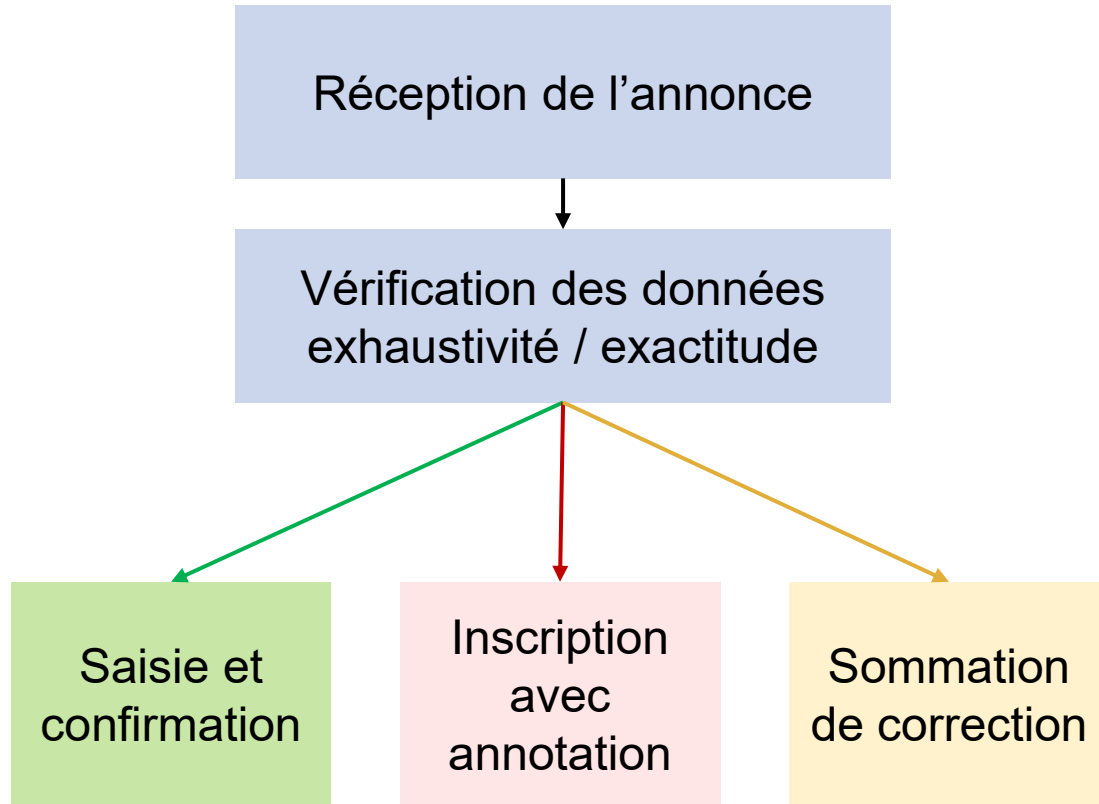 Réception de l’annonce
Vérification des données
exhaustivité / exactitude
Saisie et
confirmation
Inscription
avec
annotation
Sommation
de correction